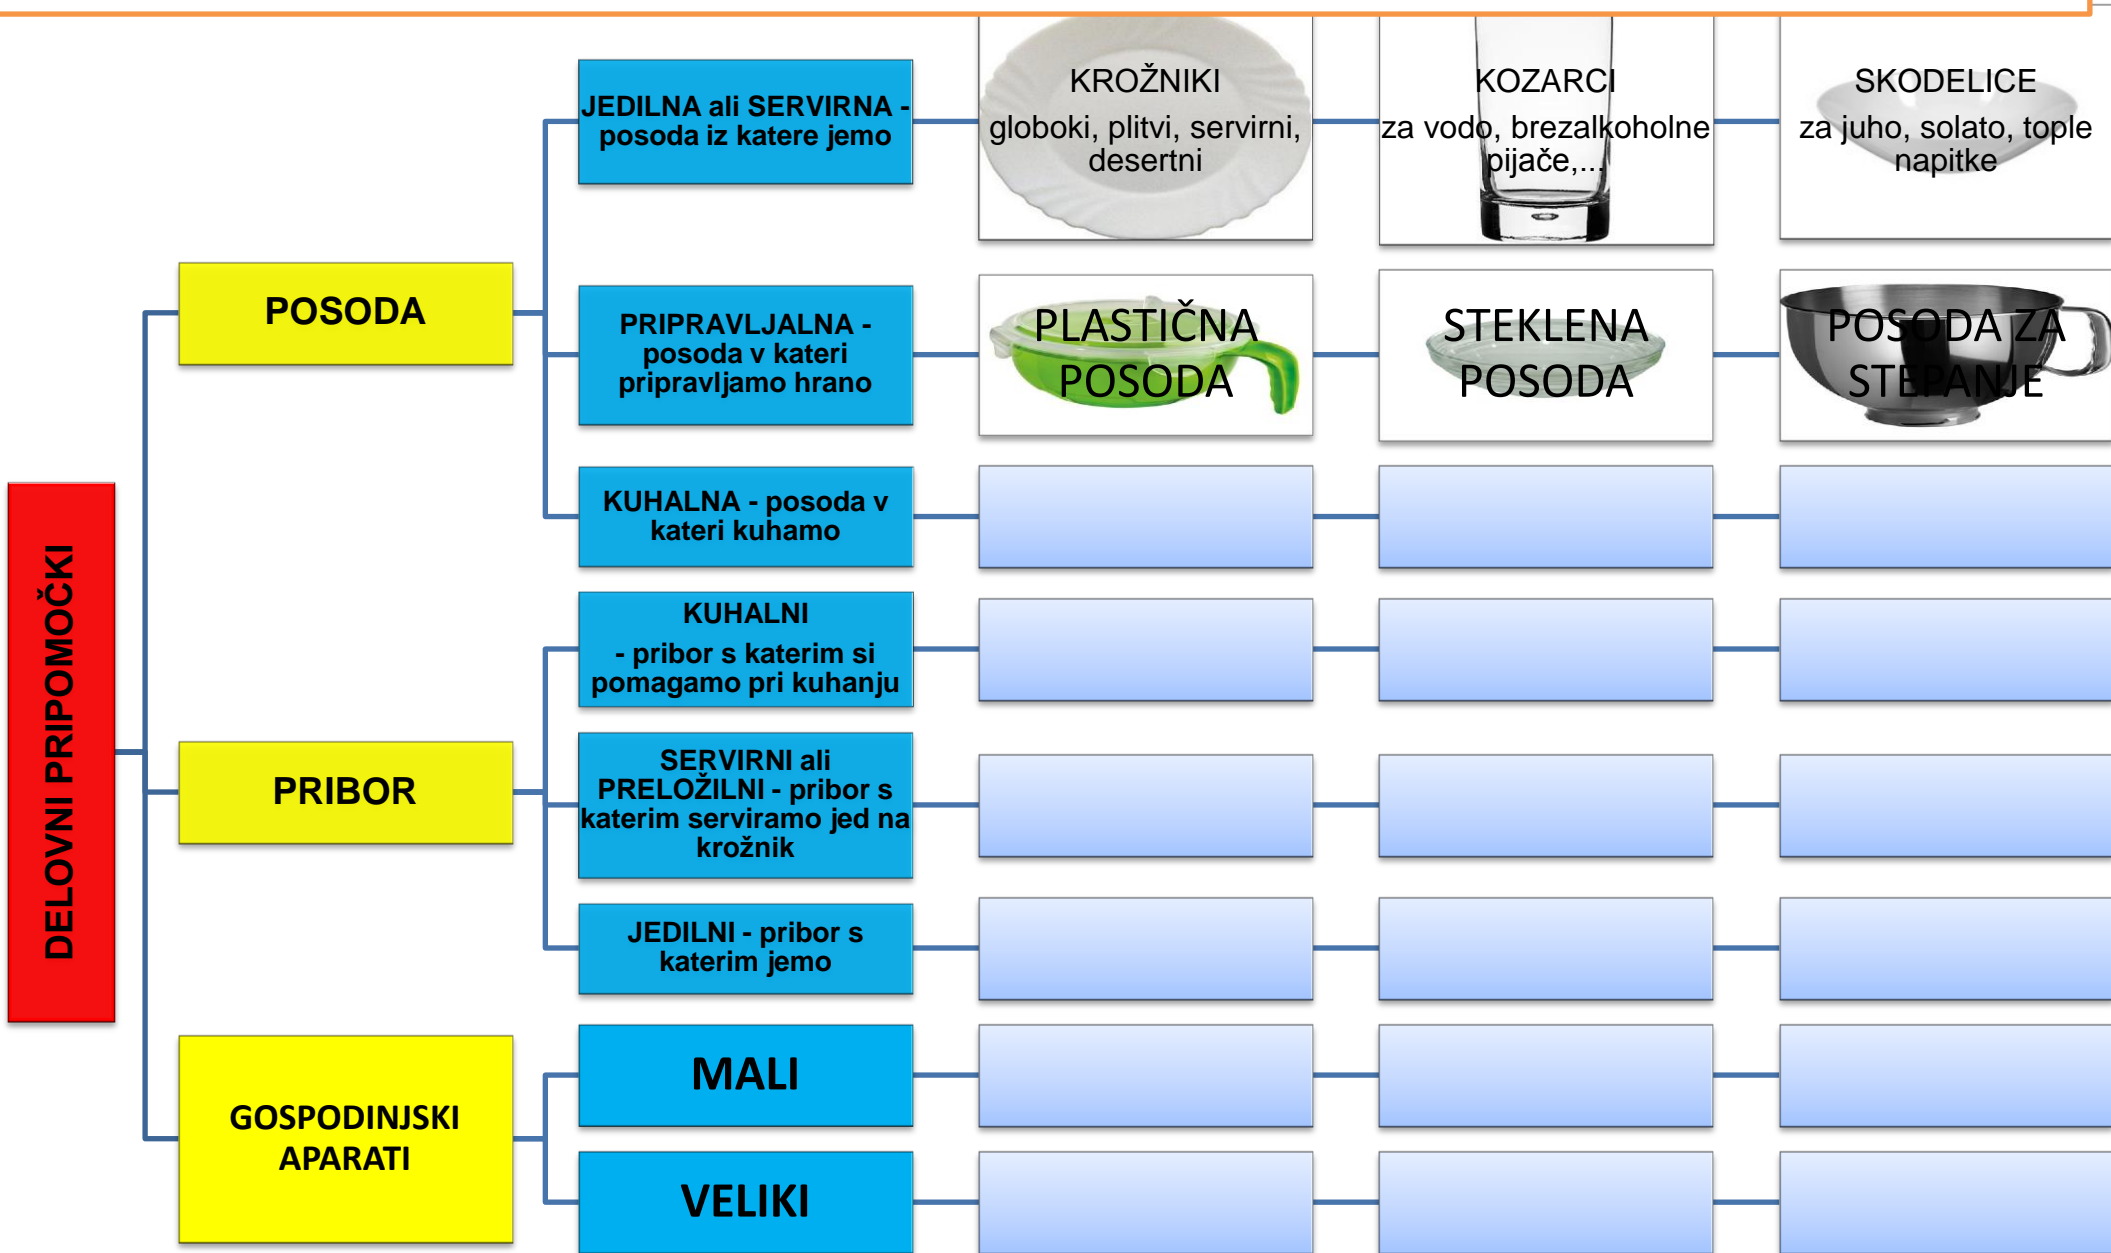 DELOVNI PRIPOMOČKI
POSODA
JEDILNA ali SERVIRNA -
posoda iz katere jemo
KROŽNIKI
globoki, plitvi, servirni,
desertni
KOZARCI
za vodo, brezalkoholne
pijače,...
SKODELICE
za juho, solato, tople
napitke
PRIPRAVLJALNA -
posoda v kateri
pripravljamo hrano
PLASTIČNA
POSODA
STEKLENA
POSODA
POSODA ZA
STEPANJE
KUHALNA - posoda v
kateri kuhamo
PRIBOR
KUHALNI
- pribor s katerim si
pomagamo pri kuhanju
SERVIRNI ali
PRELOŽILNI - pribor s
katerim serviramo jed na
krožnik
JEDILNI - pribor s
katerim jemo
GOSPODINJSKI
APARATI
MALI
VELIKI